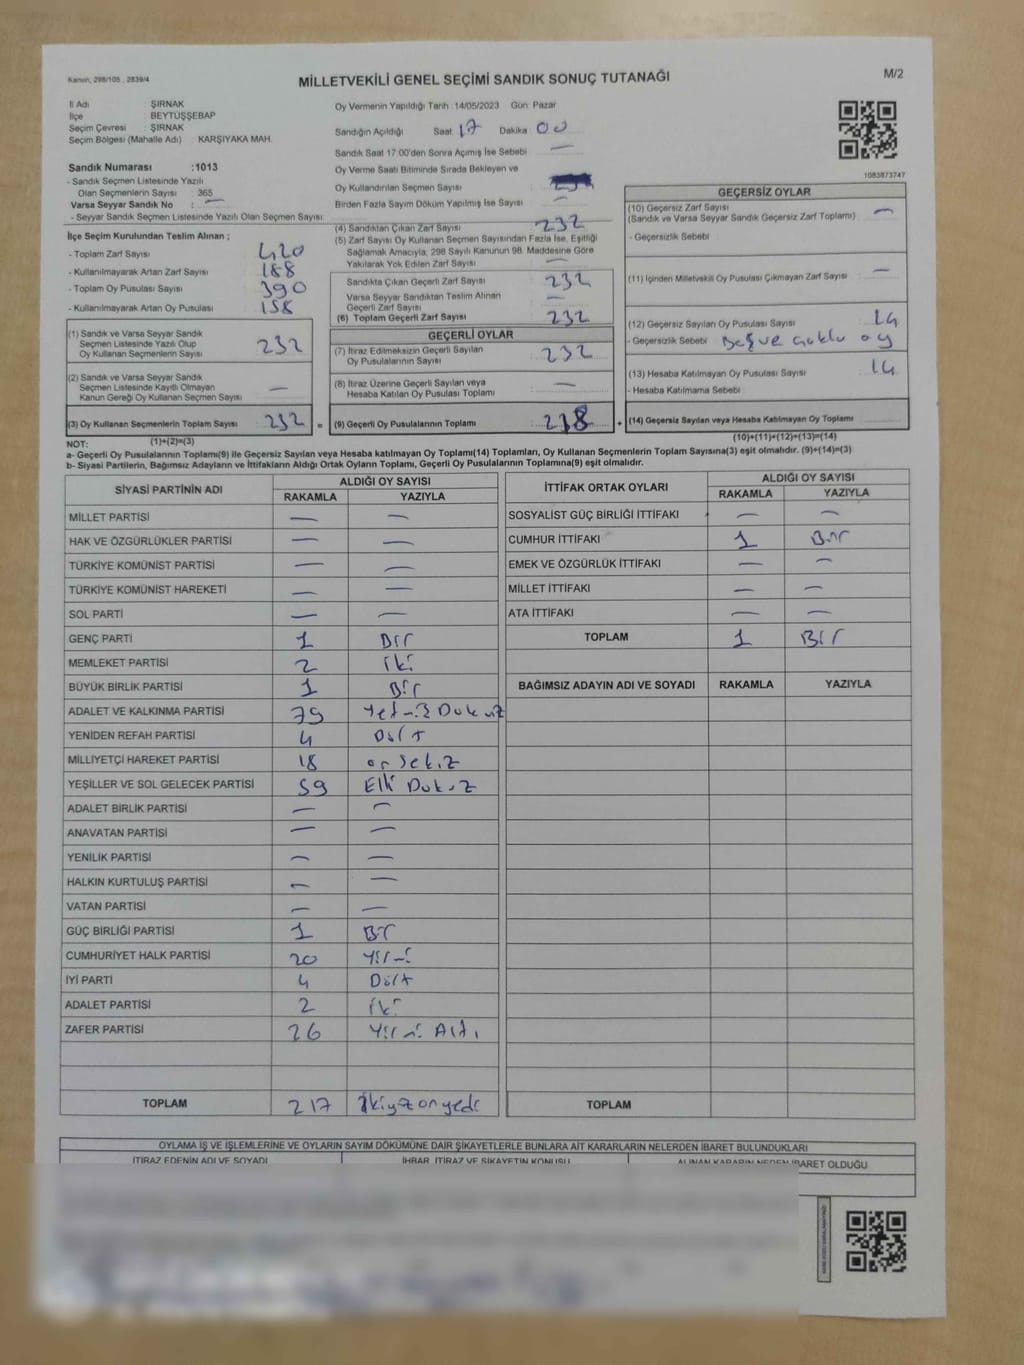 Kanun, 298/105 , 2839/4
MİLLETVEKİLİ GENEL SEÇİMİ SANDIK SONUÇ TUTANAĞI
M/2
İl Adı : ŞIRNAK
İlçe : BEYTÜŞŞEBAP
Seçim Çevresi : ŞIRNAK
Seçim Bölgesi (Mahalle Adı) : KARŞIYAKA MAH.
Sandık Numarası :1013
- Sandık Seçmen Listesinde Yazılı
Olan Seçmenlerin Sayısı : 365
Varsa Seyyar Sandık No : —
- Seyyar Sandık Seçmen Listesinde Yazılı Olan Seçmen Sayısı:
Oy Vermenin Yapıldığı Tarih :14/05/2023 Gün: Pazar
Sandığın Açıldığı Saat 17 Dakika 00
Sandık Saat 17:00'den Sonra Açımış İse Sebebi : —
Oy Verme Saati Bitiminde Sırada Bekleyen ve
Oy Kullandırılan Seçmen Sayısı :
Birden Fazla Sayım Döküm Yapılmış İse Sayısı : —
1083873747
İlçe Seçim Kurulundan Teslim Alınan ;
- Toplam Zarf Sayısı : 420
- Kullanılmayarak Artan Zarf Sayısı : 188
- Toplam Oy Pusulası Sayısı : 390
- Kullanılmayarak Artan Oy Pusulası : 158
(1) Sandık ve Varsa Seyyar Sandık
Seçmen Listesinde Yazılı Olup
Oy Kullanan Seçmenlerin Sayısı : 232
(2) Sandık ve Varsa Seyyar Sandık
Seçmen Listesinde Kayıtlı Olmayan
Kanun Gereği Oy Kullanan Seçmen Sayısı : —
(3) Oy Kullanan Seçmenlerin Toplam Sayısı : 232 =
(4) Sandıktan Çıkan Zarf Sayısı : 232
(5) Zarf Sayısı Oy Kullanan Seçmen Sayısından Fazla İse, Eşitliği
Sağlamak Amacıyla, 298 Sayılı Kanunun 98. Maddesine Göre
Yakılarak Yok Edilen Zarf Sayısı : —
Sandıkta Çıkan Geçerli Zarf Sayısı : 232
Varsa Seyyar Sandıktan Teslim Alınan
Geçerli Zarf Sayısı : —
(6) Toplam Geçerli Zarf Sayısı : 232
GEÇERLİ OYLAR
(7) İtiraz Edilmeksizin Geçerli Sayılan
Oy Pusulalarının Sayısı : 232
(8) İtiraz Üzerine Geçerli Sayılan veya
Hesaba Katılan Oy Pusulası Toplamı : —
(9) Geçerli Oy Pusulalarının Toplamı : 218 +
GEÇERSİZ OYLAR
(10) Geçersiz Zarf Sayısı
(Sandık ve Varsa Seyyar Sandık Geçersiz Zarf Toplamı) : —
- Geçersizlik Sebebi :
(11) İçinden Milletvekili Oy Pusulası Çıkmayan Zarf Sayısı : —
(12) Geçersiz Sayılan Oy Pusulası Sayısı : 14
- Geçersizlik Sebebi :
(13) Hesaba Katılmayan Oy Pusulası Sayısı : 14
- Hesaba Katılmama Sebebi :
(14) Geçersiz Sayılan veya Hesaba Katılmayan Oy Toplamı :
NOT: (1)+(2)=(3) (10)+(11)+(12)+(13)=(14)
a- Geçerli Oy Pusulaları Toplamı(9) ile Geçersiz Sayılan veya Hesaba katılmayan Oy Toplamı(14) Toplamları, Oy Kullanan Seçmenlerin Toplam Sayısına(3) eşit olmalıdır. (9)+(14)=(3)
b- Siyasi Partilerin, Bağımsız Adayların ve İttifakların Aldığı Ortak Oyların Toplamı, Geçerli Oy Pusulalarının Toplamına(9) eşit olmalıdır.
SİYASİ PARTİNİN ADI ALDIĞI OY SAYISI
RAKAMLA YAZIYLA
MİLLET PARTİSİ — —
HAK VE ÖZGÜRLÜKLER PARTİSİ — —
TÜRKİYE KOMÜNİST PARTİSİ — —
TÜRKİYE KOMÜNİST HAREKETİ — —
SOL PARTİ — —
GENÇ PARTİ 1 Bir
MEMLEKET PARTİSİ 2 iki
BÜYÜK BİRLİK PARTİSİ 1 Bir
ADALET VE KALKINMA PARTİSİ 79 Yetmiş Dokuz
YENİDEN REFAH PARTİSİ 4 Dört
MİLLİYETÇİ HAREKET PARTİSİ 18 on sekiz
YEŞİLLER VE SOL GELECEK PARTİSİ 59 Elli Dokuz
ADALET BİRLİK PARTİSİ — —
ANAVATAN PARTİSİ — —
YENİLİK PARTİSİ — —
HALKIN KURTULUŞ PARTİSİ — —
VATAN PARTİSİ — —
GÜÇ BİRLİĞİ PARTİSİ 1 Bir
CUMHURİYET HALK PARTİSİ 20 Yirmi
İYİ PARTİ 4 Dört
ADALET PARTİSİ 2 iki
ZAFER PARTİSİ 26 Yirmi Altı
TOPLAM 217 ikiyüzonyedi
İTTİFAK ORTAK OYLARI ALDIĞI OY SAYISI
RAKAMLA YAZIYLA
SOSYALİST GÜÇ BİRLİĞİ İTTİFAKI — —
CUMHUR İTTİFAKI 1 Bir
EMEK VE ÖZGÜRLÜK İTTİFAKI — —
MİLLET İTTİFAKI — —
ATA İTTİFAKI — —
TOPLAM 1 Bir
BAĞIMSIZ ADAYIN ADI VE SOYADI RAKAMLA YAZIYLA
TOPLAM
OYLAMA İŞ VE İŞLEMLERİNE VE OYLARIN SAYIM DÖKÜMÜNE DAİR ŞİKAYETLERLE BUNLARA AİT KARARLARIN NELERDEN İBARET BULUNDUKLARI
İTİRAZ EDENİN ADI VE SOYADI İHBAR, İTİRAZ VE ŞİKAYETİN KONUSU ALINAN KARARIN NEDEN İBARET OLDUĞU